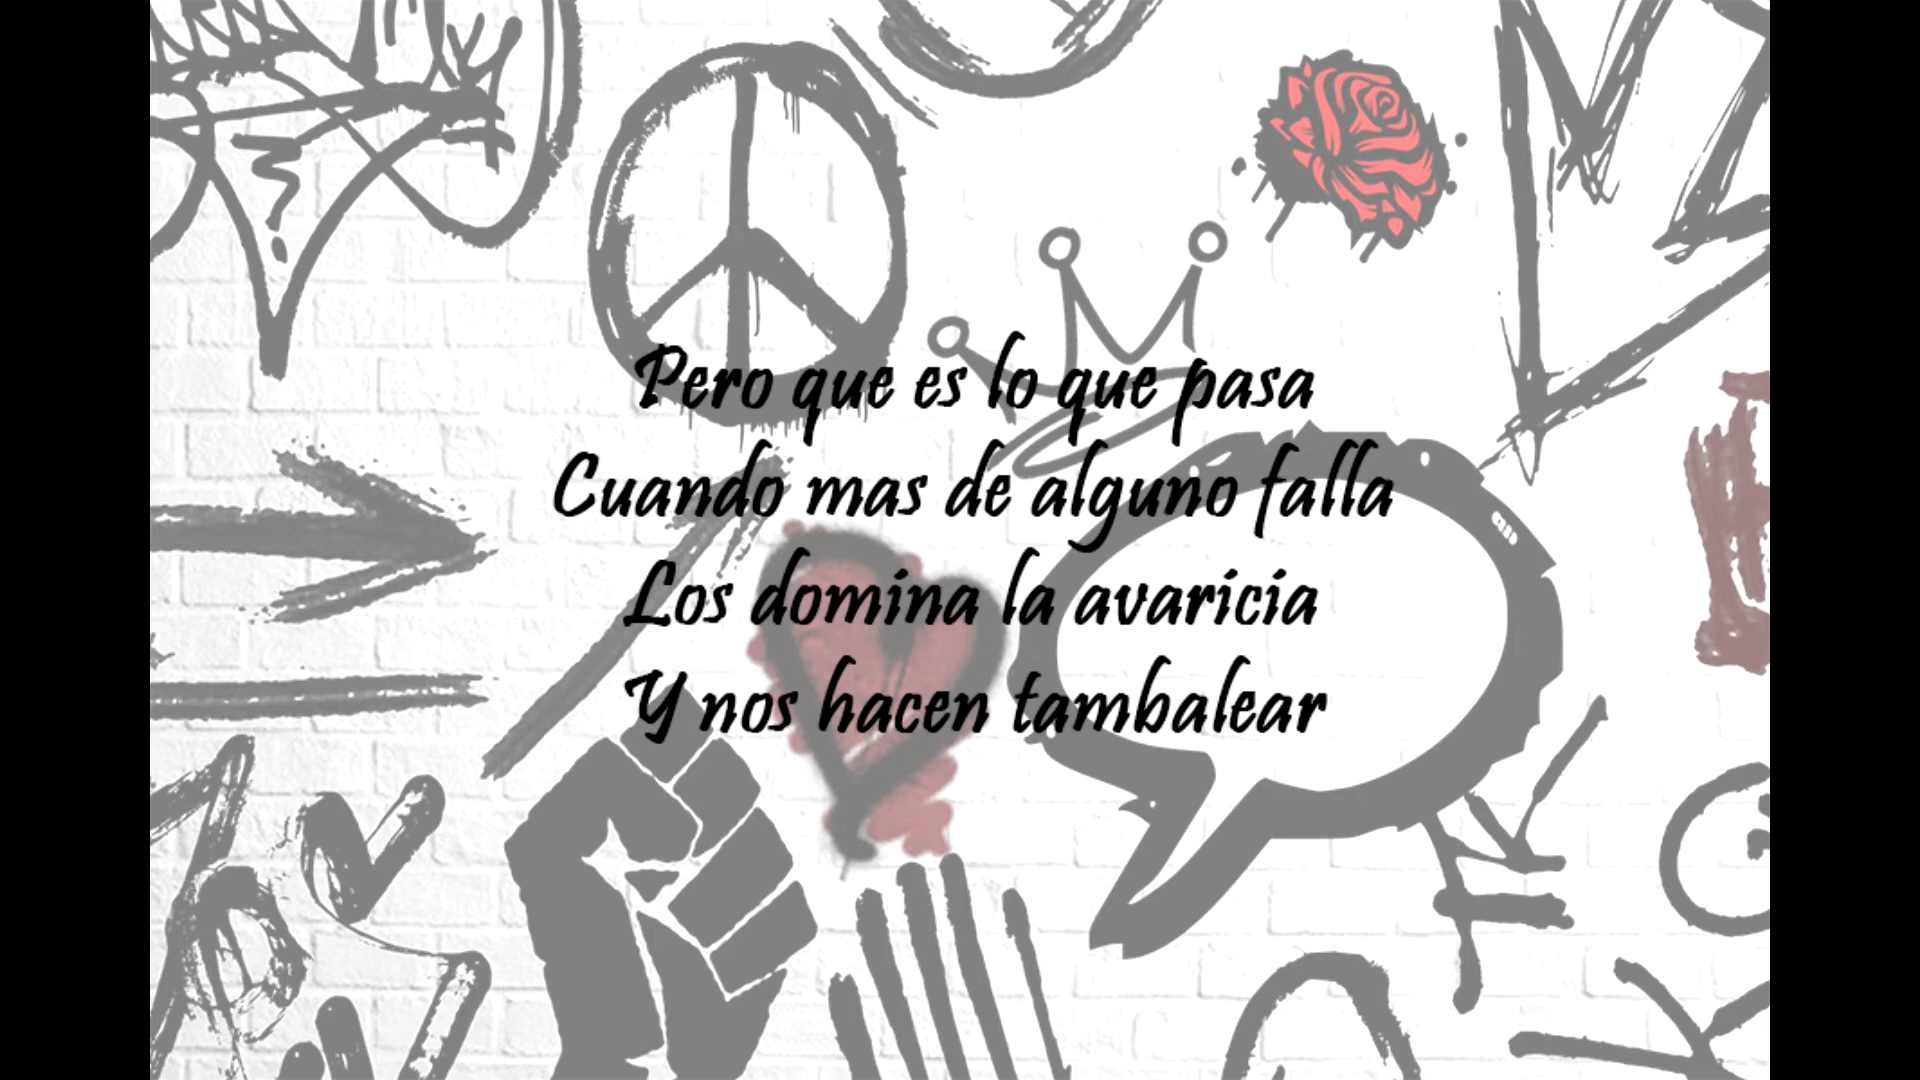 Pero que es lo que pasa
Cuando mas de alguno falla
Los domina la avaricia
Y nos hacen tambalear